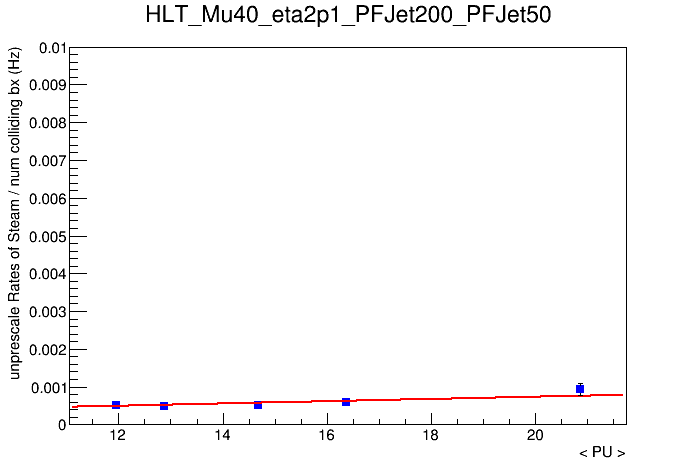 HLT_Mu40_eta2p1_PFJet200_PFJet50
unprescale Rates of Steam / num colliding bx (Hz)
0.01
0.009
0.008
0.007
0.006
0.005
0.004
0.003
0.002
0.001
0
12 14 16 18 20
< PU >